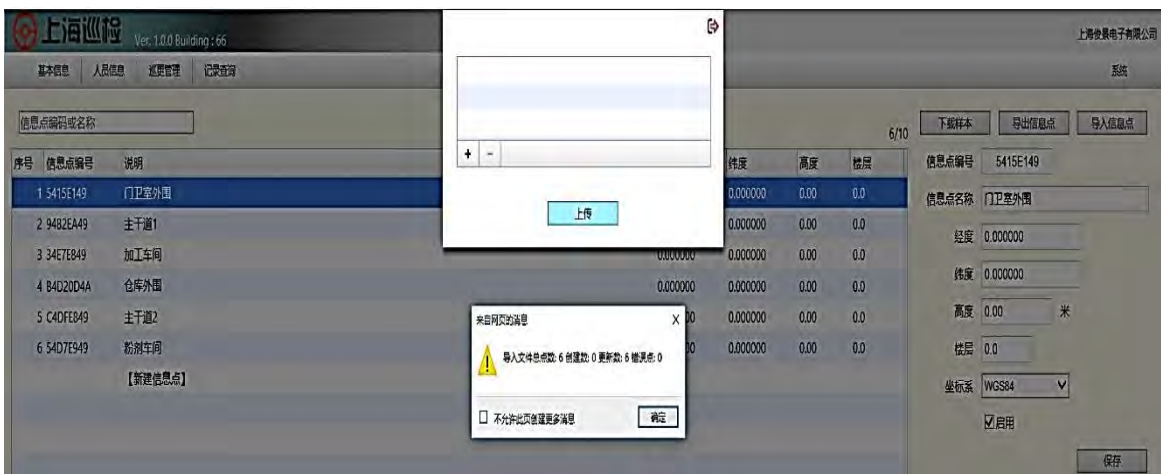 上海巡检 Ver. 1.0.0 Building : 66
上海俊景电子有限公司
基本信息 人员信息 巡更管理 记录查询 系统
信息点编码或名称
6/10
下载样本 导出信息点 导入信息点
+ -
上传
序号 信息点编号 说明 纬度 高度 楼层
1 5415E149 门卫室外围 0.000000 0.00 0.0
2 9482EA49 主干道1 0.000000 0.00 0.0
3 34E7E849 加工车间 0.000000 0.000000 0.00 0.0
4 B4D20D4A 仓库外围 0.000000 0.000000 0.00 0.0
5 C4DFE849 主干道2 0.000000 0.00 0.0
6 54D7E949 粉剂车间 0.000000 0.00 0.0
【新建信息点】
来自网页的消息 X
导入文件总点数: 6 创建数: 0 更新数: 6 错误点: 0
不允许此页创建更多消息
确定
信息点编号 5415E149
信息点名称 门卫室外围
经度 0.000000
纬度 0.000000
高度 0.00 米
楼层 0.0
坐标系 WGS84
启用
保存